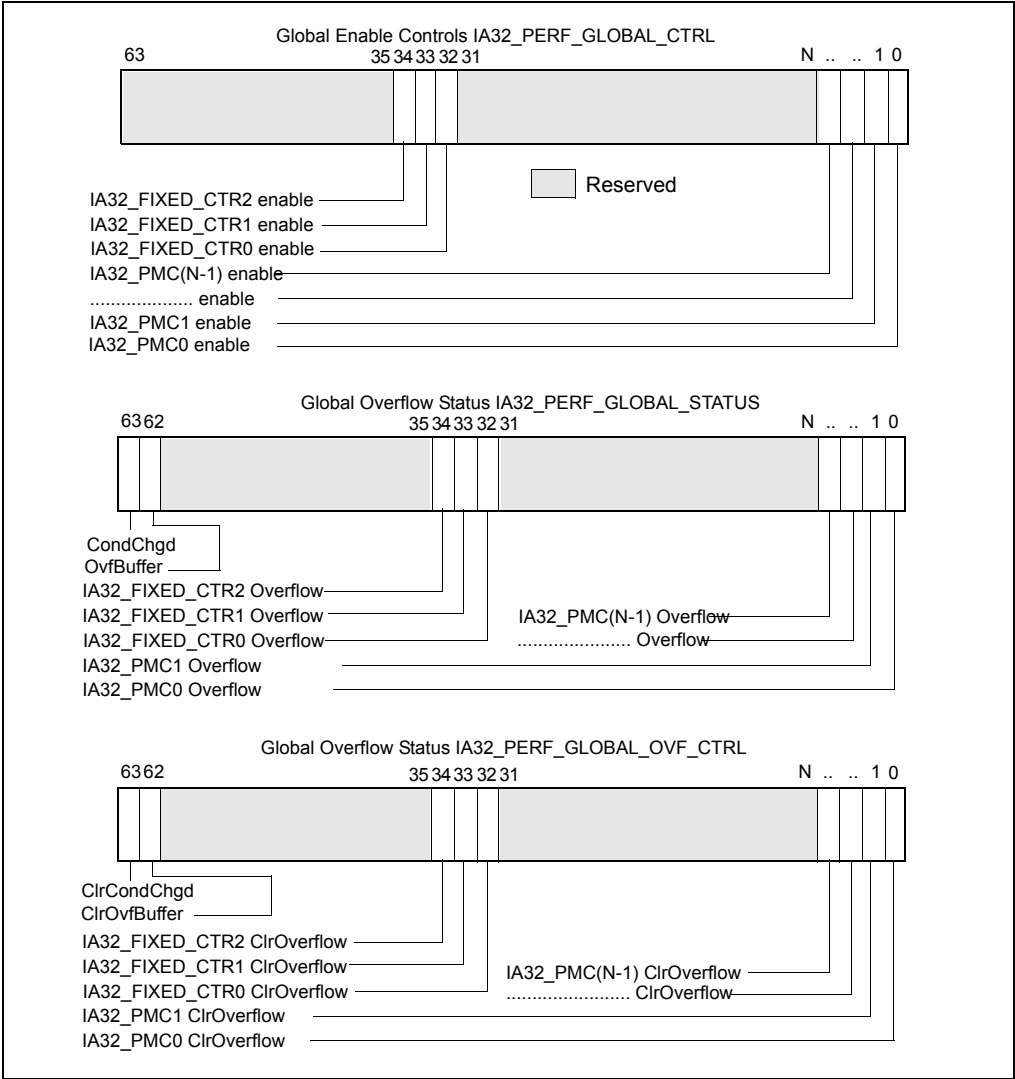 Global Enable Controls IA32_PERF_GLOBAL_CTRL
63 35 34 33 32 31 N .. .. 1 0
Reserved
IA32_FIXED_CTR2 enable
IA32_FIXED_CTR1 enable
IA32_FIXED_CTR0 enable
IA32_PMC(N-1) enable
.................... enable
IA32_PMC1 enable
IA32_PMC0 enable
Global Overflow Status IA32_PERF_GLOBAL_STATUS
63 62 35 34 33 32 31 N .. .. 1 0
CondChgd
OvfBuffer
IA32_FIXED_CTR2 Overflow
IA32_FIXED_CTR1 Overflow
IA32_PMC(N-1) Overflow
IA32_FIXED_CTR0 Overflow
...................... Overflow
IA32_PMC1 Overflow
IA32_PMC0 Overflow
Global Overflow Status IA32_PERF_GLOBAL_OVF_CTRL
63 62 35 34 33 32 31 N .. .. 1 0
ClrCondChgd
ClrOvfBuffer
IA32_FIXED_CTR2 ClrOverflow
IA32_FIXED_CTR1 ClrOverflow
IA32_PMC(N-1) ClrOverflow
IA32_FIXED_CTR0 ClrOverflow
........................ ClrOverflow
IA32_PMC1 ClrOverflow
IA32_PMC0 ClrOverflow